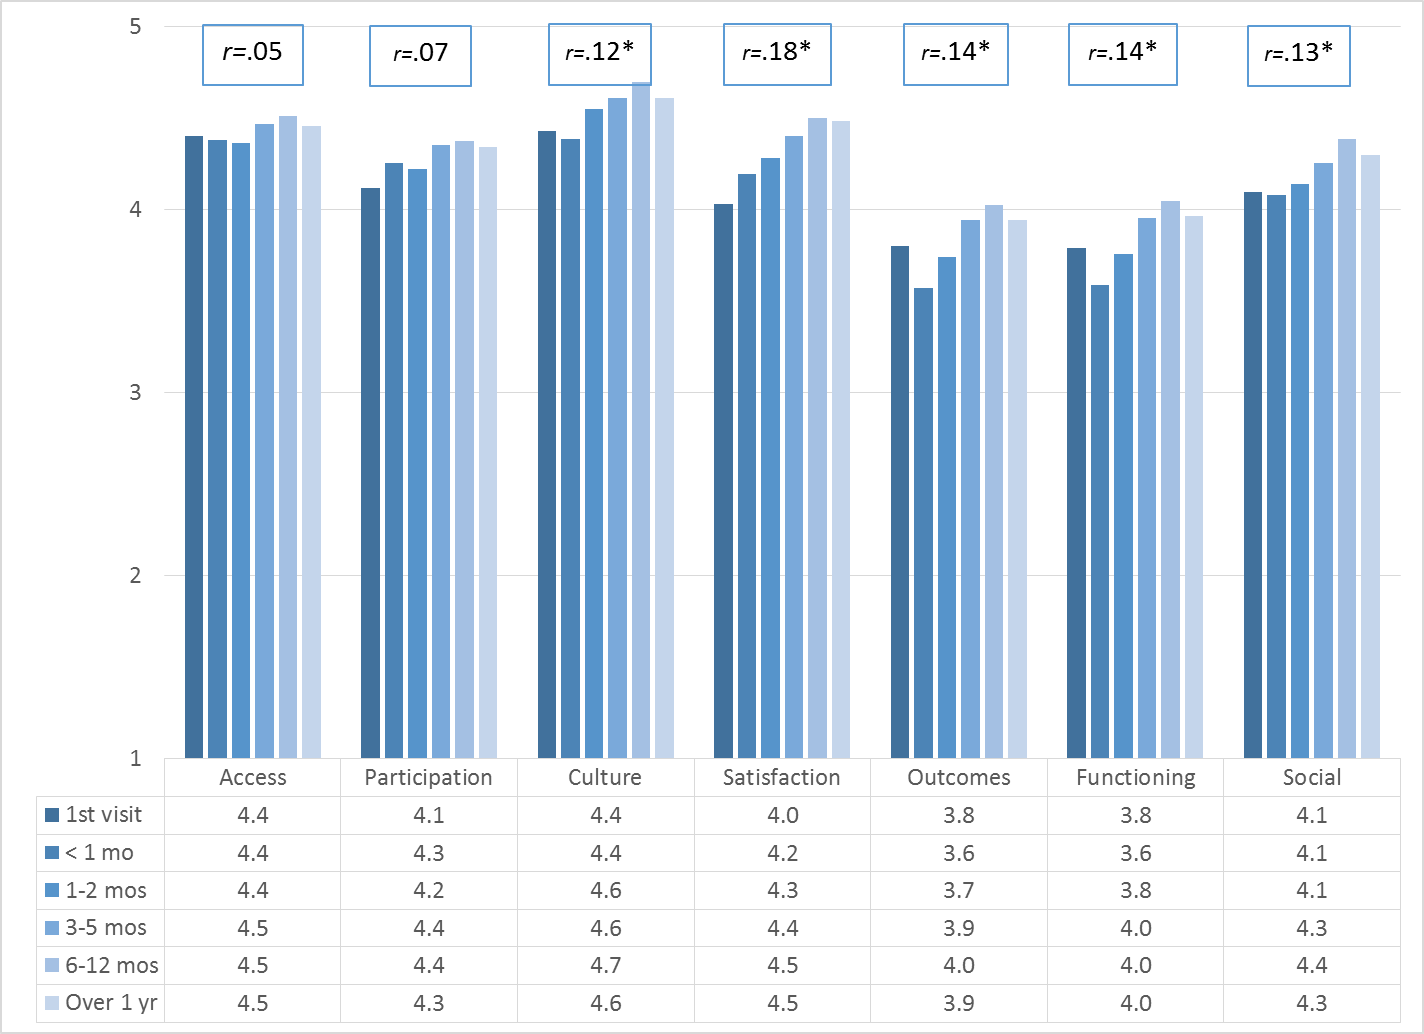 5
r=.05 r=.07 r=.12* r=.18* r=.14* r=.14* r=.13*
4
3
2
1
Access Participation Culture Satisfaction Outcomes Functioning Social
1st visit 4.4 4.1 4.4 4.0 3.8 3.8 4.1
< 1 mo 4.4 4.3 4.4 4.2 3.6 3.6 4.1
1-2 mos 4.4 4.2 4.6 4.3 3.7 3.8 4.1
3-5 mos 4.5 4.4 4.6 4.4 3.9 4.0 4.3
6-12 mos 4.5 4.4 4.7 4.5 4.0 4.0 4.4
Over 1 yr 4.5 4.3 4.6 4.5 3.9 4.0 4.3